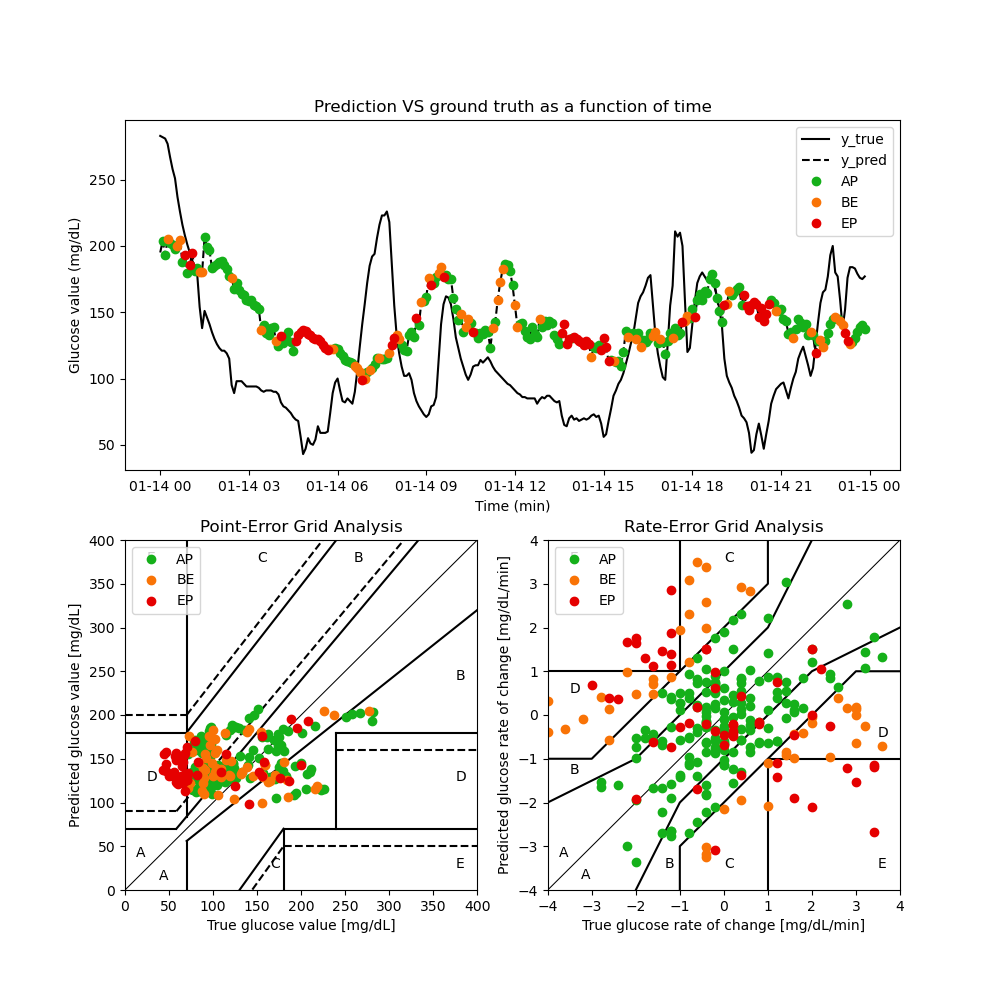 Prediction VS ground truth as a function of time
Glucose value (mg/dL)
250
200
150
100
50
y_true
y_pred
AP
BE
EP
01-14 00 01-14 03 01-14 06 01-14 09 01-14 12 01-14 15 01-14 18 01-14 21 01-15 00
Time (min)
Point-Error Grid Analysis
Predicted glucose value [mg/dL]
400
350
300
250
200
150
100
50
0
AP
BE
EP
C
B
B
D
D
A
A
C
E
0 50 100 150 200 250 300 350 400
True glucose value [mg/dL]
Rate-Error Grid Analysis
Predicted glucose rate of change [mg/dL/min]
4
3
2
1
0
−1
−2
−3
−4
AP
BE
EP
C
D
D
B
A
A
B
C
E
−4 −3 −2 −1 0 1 2 3 4
True glucose rate of change [mg/dL/min]